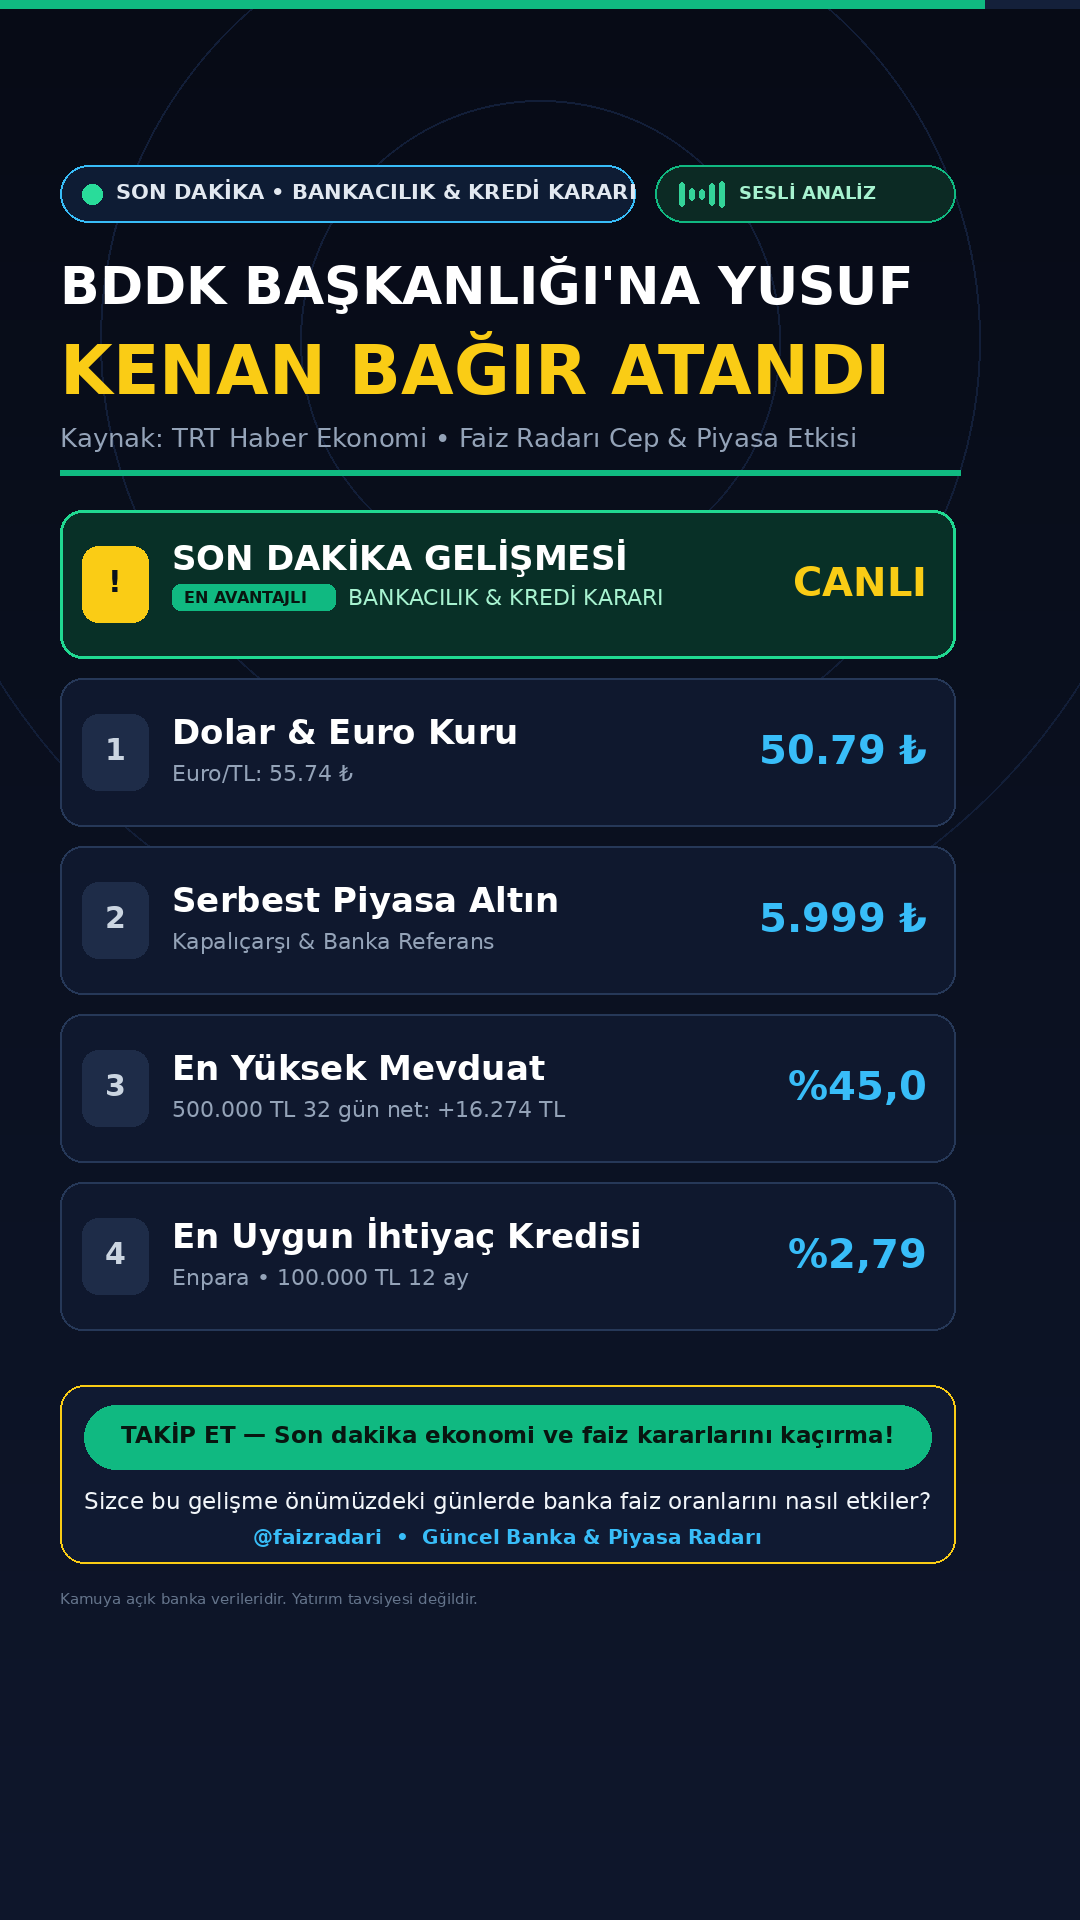 SON DAKİKA • BANKACILIK & KREDİ KARARI
SESLİ ANALİZ
BDDK BAŞKANLIĞI'NA YUSUF
KENAN BAĞIR ATANDI
Kaynak: TRT Haber Ekonomi • Faiz Radarı Cep & Piyasa Etkisi
!
SON DAKİKA GELİŞMESİ
EN AVANTAJLI
BANKACILIK & KREDİ KARARI
CANLI
1
Dolar & Euro Kuru
Euro/TL: 55.74 ₺
50.79 ₺
2
Serbest Piyasa Altın
Kapalıçarşı & Banka Referans
5.999 ₺
3
En Yüksek Mevduat
500.000 TL 32 gün net: +16.274 TL
%45,0
4
En Uygun İhtiyaç Kredisi
Enpara • 100.000 TL 12 ay
%2,79
TAKİP ET — Son dakika ekonomi ve faiz kararlarını kaçırma!
Sizce bu gelişme önümüzdeki günlerde banka faiz oranlarını nasıl etkiler?
@faizradari • Güncel Banka & Piyasa Radarı
Kamuya açık banka verileridir. Yatırım tavsiyesi değildir.